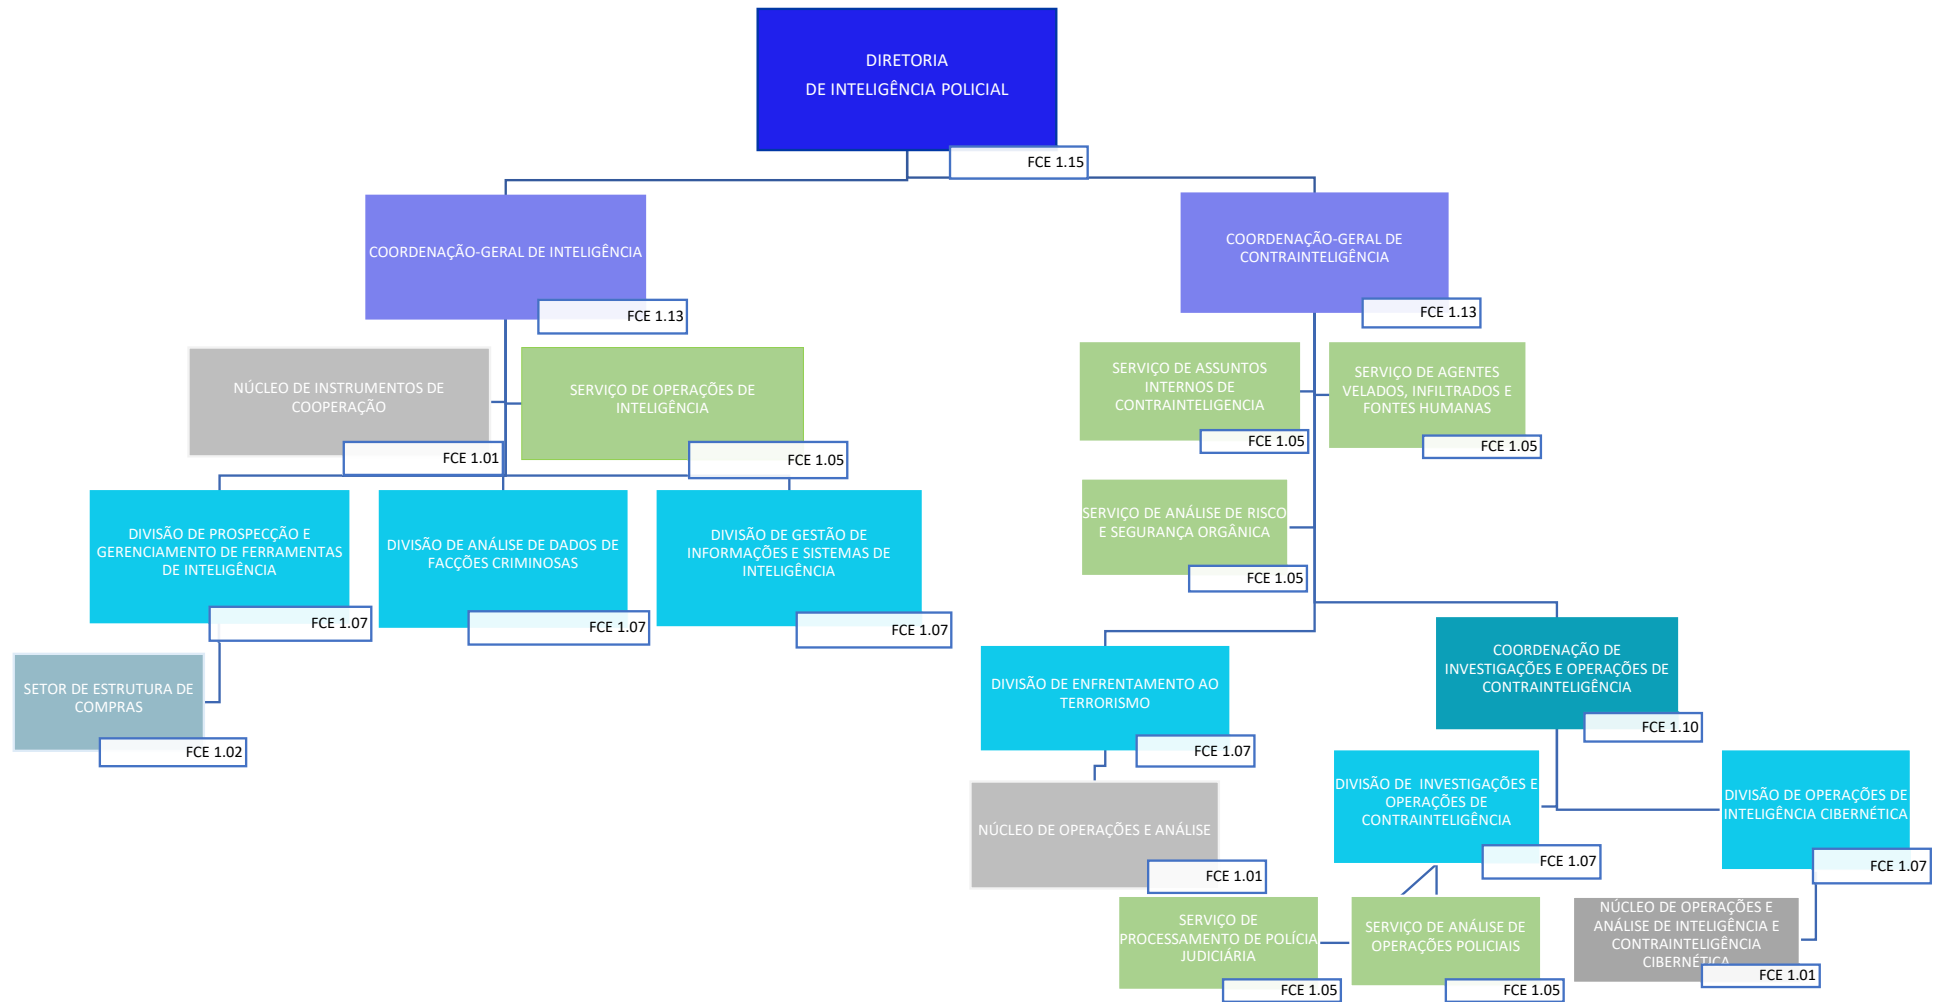 DIRETORIA
DE INTELIGÊNCIA POLICIAL
FCE 1.15
COORDENAÇÃO-GERAL DE INTELIGÊNCIA
FCE 1.13
COORDENAÇÃO-GERAL DE
CONTRAINTELIGÊNCIA
FCE 1.13
NÚCLEO DE INSTRUMENTOS DE
COOPERAÇÃO
FCE 1.01
SERVIÇO DE OPERAÇÕES DE
INTELIGÊNCIA
FCE 1.05
SERVIÇO DE ASSUNTOS
INTERNOS DE
CONTRAINTELIGENCIA
FCE 1.05
SERVIÇO DE AGENTES
VELADOS, INFILTRADOS E
FONTES HUMANAS
FCE 1.05
DIVISÃO DE PROSPECÇÃO E
GERENCIAMENTO DE FERRAMENTAS
DE INTELIGÊNCIA
FCE 1.07
DIVISÃO DE ANÁLISE DE DADOS DE
FACÇÕES CRIMINOSAS
FCE 1.07
DIVISÃO DE GESTÃO DE
INFORMAÇÕES E SISTEMAS DE
INTELIGÊNCIA
FCE 1.07
SERVIÇO DE ANÁLISE DE RISCO
E SEGURANÇA ORGÂNICA
FCE 1.05
SETOR DE ESTRUTURA DE
COMPRAS
FCE 1.02
DIVISÃO DE ENFRENTAMENTO AO
TERRORISMO
FCE 1.07
COORDENAÇÃO DE
INVESTIGAÇÕES E OPERAÇÕES DE
CONTRAINTELIGÊNCIA
FCE 1.10
NÚCLEO DE OPERAÇÕES E ANÁLISE
FCE 1.01
DIVISÃO DE INVESTIGAÇÕES E
OPERAÇÕES DE
CONTRAINTELIGÊNCIA
FCE 1.07
DIVISÃO DE OPERAÇÕES DE
INTELIGÊNCIA CIBERNÉTICA
FCE 1.07
SERVIÇO DE
PROCESSAMENTO DE POLÍCIA
JUDICIÁRIA
FCE 1.05
SERVIÇO DE ANÁLISE DE
OPERAÇÕES POLICIAIS
FCE 1.05
NÚCLEO DE OPERAÇÕES E
ANÁLISE DE INTELIGÊNCIA E
CONTRAINTELIGÊNCIA
CIBERNÉTICA
FCE 1.01